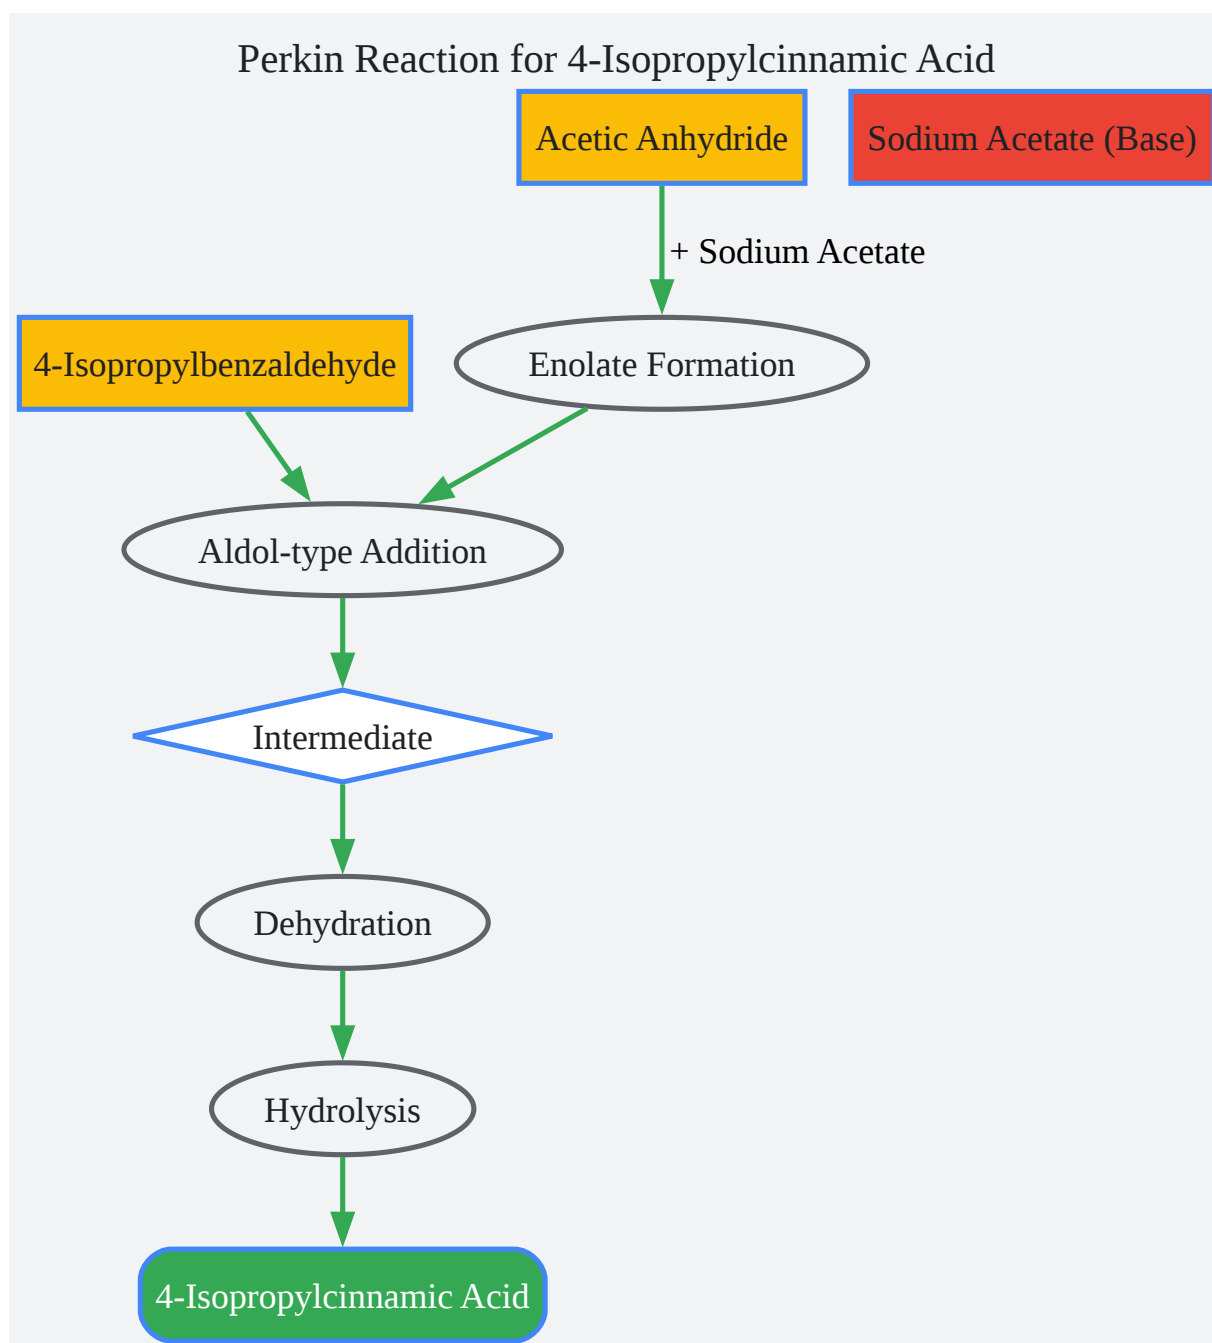 Perkin Reaction for 4-Isopropylcinnamic Acid
Acetic Anhydride
Sodium Acetate (Base)
+ Sodium Acetate
4-Isopropylbenzaldehyde
Enolate Formation
Aldol-type Addition
Intermediate
Dehydration
Hydrolysis
4-Isopropylcinnamic Acid